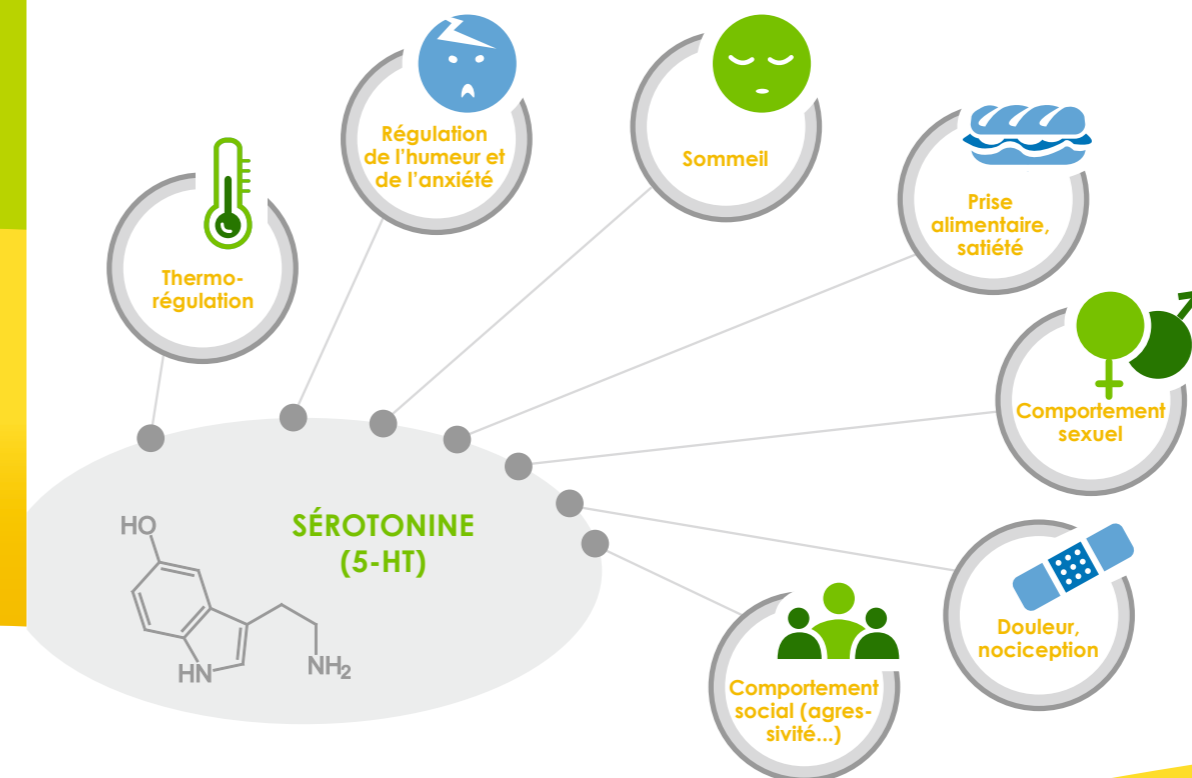 Régulation
de l'humeur et
de l'anxiété
Sommeil
Prise
alimentaire,
satiété
Thermo-
régulation
Comportement
sexuel
SÉROTONINE
(5-HT)
HO
HN
NH₂
Douleur,
nociception
Comportement
social (agres-
sivité...)